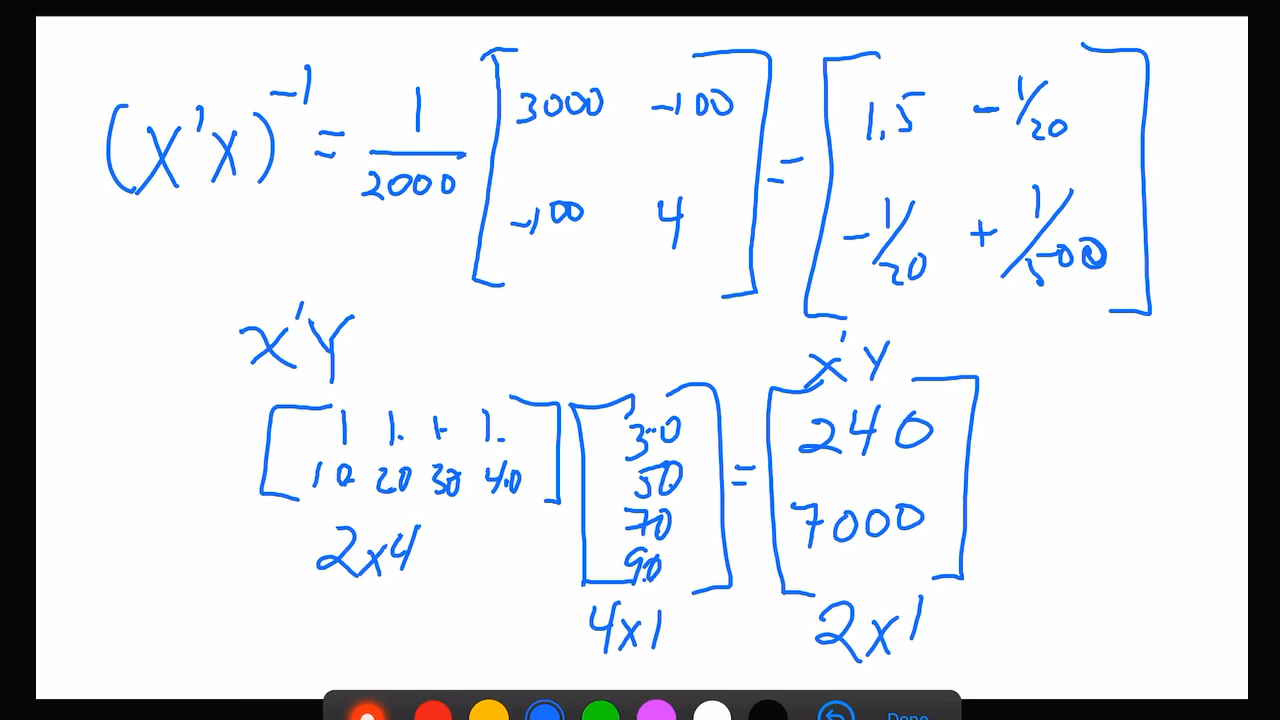 (X'X)⁻¹ = 1/2000 [3000 -100; -100 4] = [1.5 -1/20; -1/20 +1/500]
X'Y
X'Y
[1 1. 1 1.; 10 20 30 40] [30; 50; 70; 90] = [240; 7000]
2x4
4x1
2x1
Done